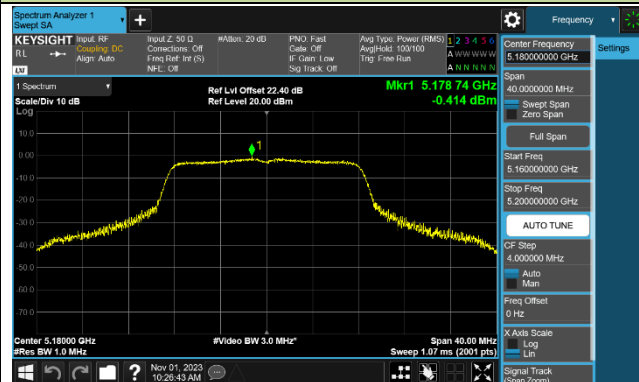 Spectrum Analyzer 1
Swept SA
Frequency
KEYSIGHT
RL
LXI
Input: RF
Coupling: DC
Align: Auto
Input Z: 50 Ω
Corrections: Off
Freq Ref: Int (S)
NFE: Off
#Atten: 20 dB
PNO: Fast
Gate: Off
IF Gain: Low
Sig Track: Off
Avg Type: Power (RMS)
Avg|Hold: 100/100
Trig: Free Run
1 2 3 4 5 6
A W W W W W
A N N N N N
1 Spectrum
Scale/Div 10 dB
Log
Ref Lvl Offset 22.40 dB
Ref Level 20.00 dBm
Mkr1 5.178 74 GHz
-0.414 dBm
1
10.0
0.00
-10.0
-20.0
-30.0
-40.0
-50.0
-60.0
-70.0
Center 5.18000 GHz
#Res BW 1.0 MHz
#Video BW 3.0 MHz*
Span 40.00 MHz
Sweep 1.07 ms (2001 pts)
Nov 01, 2023
10:26:43 AM
Center Frequency
5.180000000 GHz
Settings
Span
40.0000000 MHz
Swept Span
Zero Span
Full Span
Start Freq
5.160000000 GHz
Stop Freq
5.200000000 GHz
AUTO TUNE
CF Step
4.000000 MHz
Auto
Man
Freq Offset
0 Hz
X Axis Scale
Log
Lin
Signal Track
(Span Zoom)